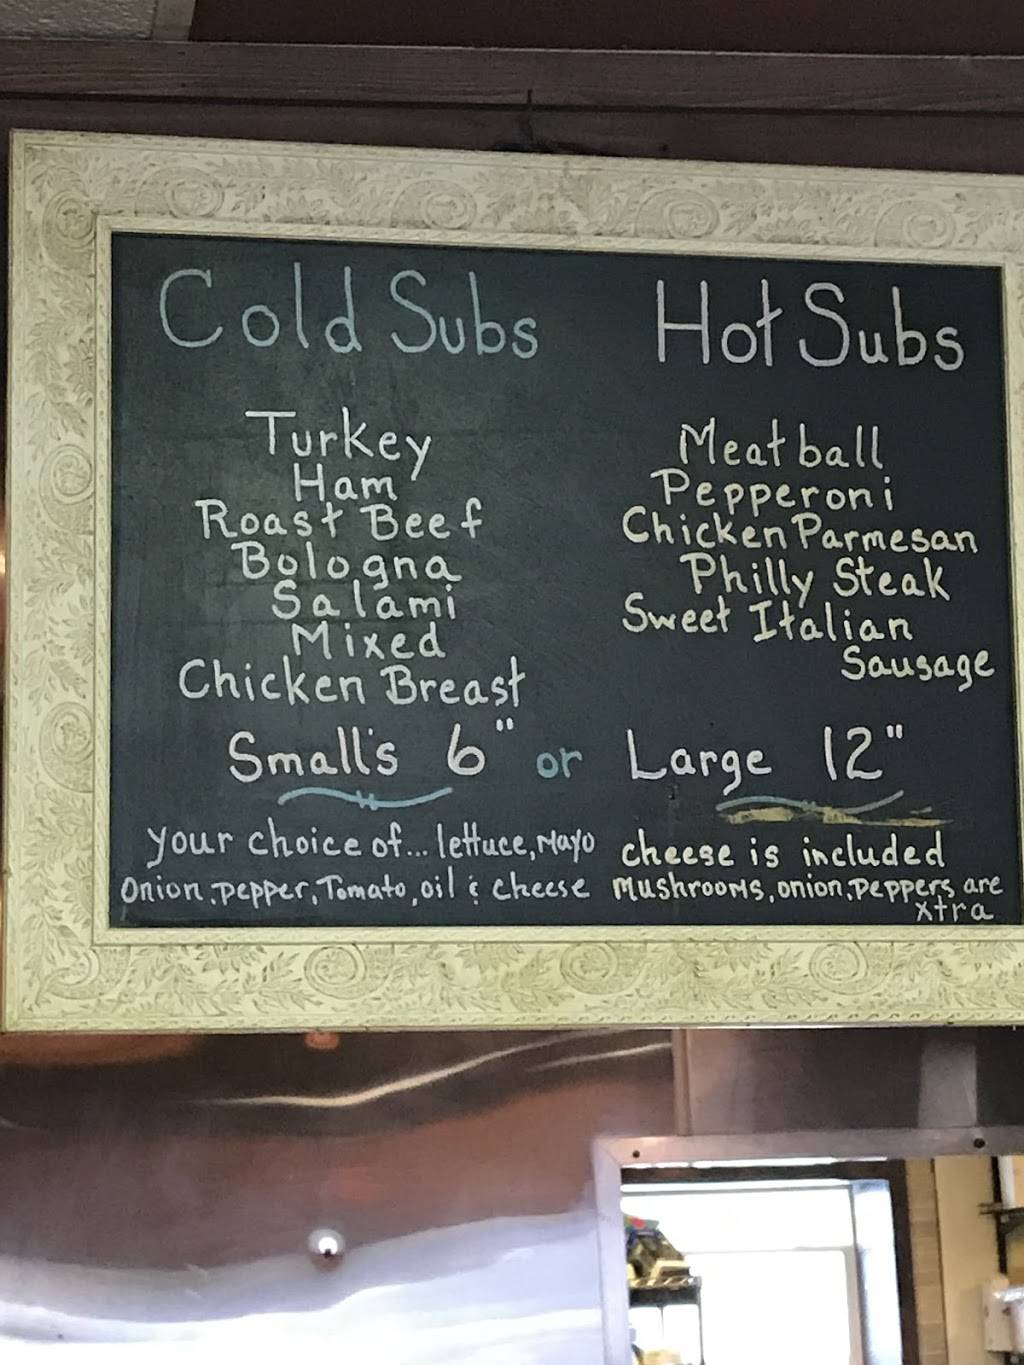 Cold Subs
Turkey
Ham
Roast Beef
Bologna
Salami
Mixed
Chicken Breast
Hot Subs
Meatball
Pepperoni
Chicken Parmesan
Philly Steak
Sweet Italian
Sausage
Small's 6" or Large 12"
your choice of... lettuce, Mayo
Onion, pepper, Tomato, oil & cheese
cheese is included
Mushrooms, onion, peppers are
xtra